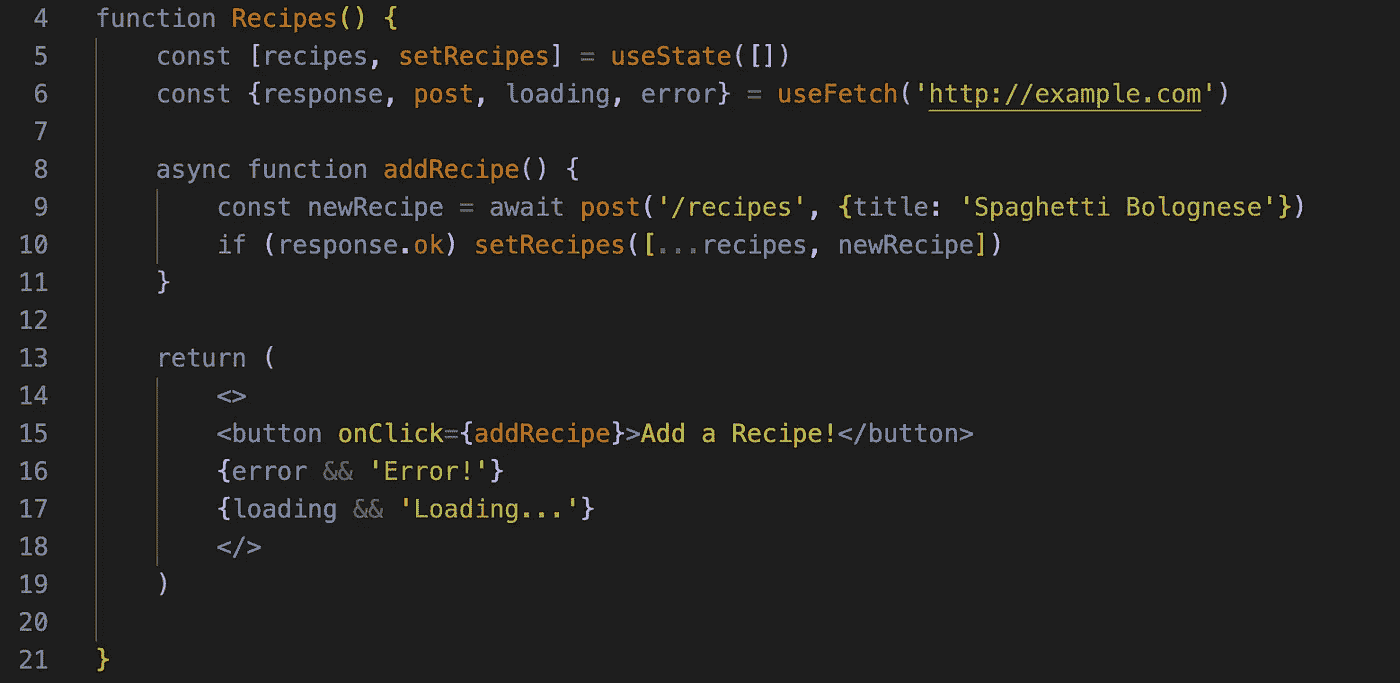 4 function Recipes() {
5 const [recipes, setRecipes] = useState([])
6 const {response, post, loading, error} = useFetch('http://example.com')
7
8 async function addRecipe() {
9 const newRecipe = await post('/recipes', {title: 'Spaghetti Bolognese'})
10 if (response.ok) setRecipes([...recipes, newRecipe])
11 }
12
13 return (
14 <>
15 <button onClick={addRecipe}>Add a Recipe!</button>
16 {error && 'Error!'}
17 {loading && 'Loading...'}
18 </>
19 )
20
21 }